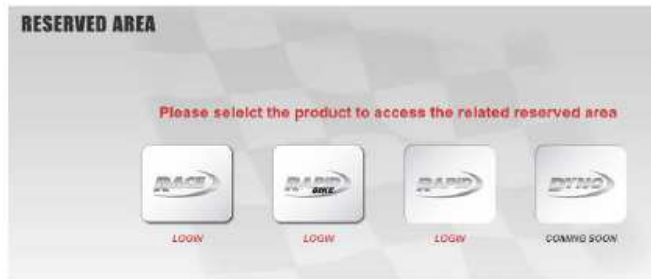 RESERVED AREA
Please selelct the product to access the related reserved area
RACE RAPID BIKE RAPID DYNO
LOGIN LOGIN LOGIN COMING SOON